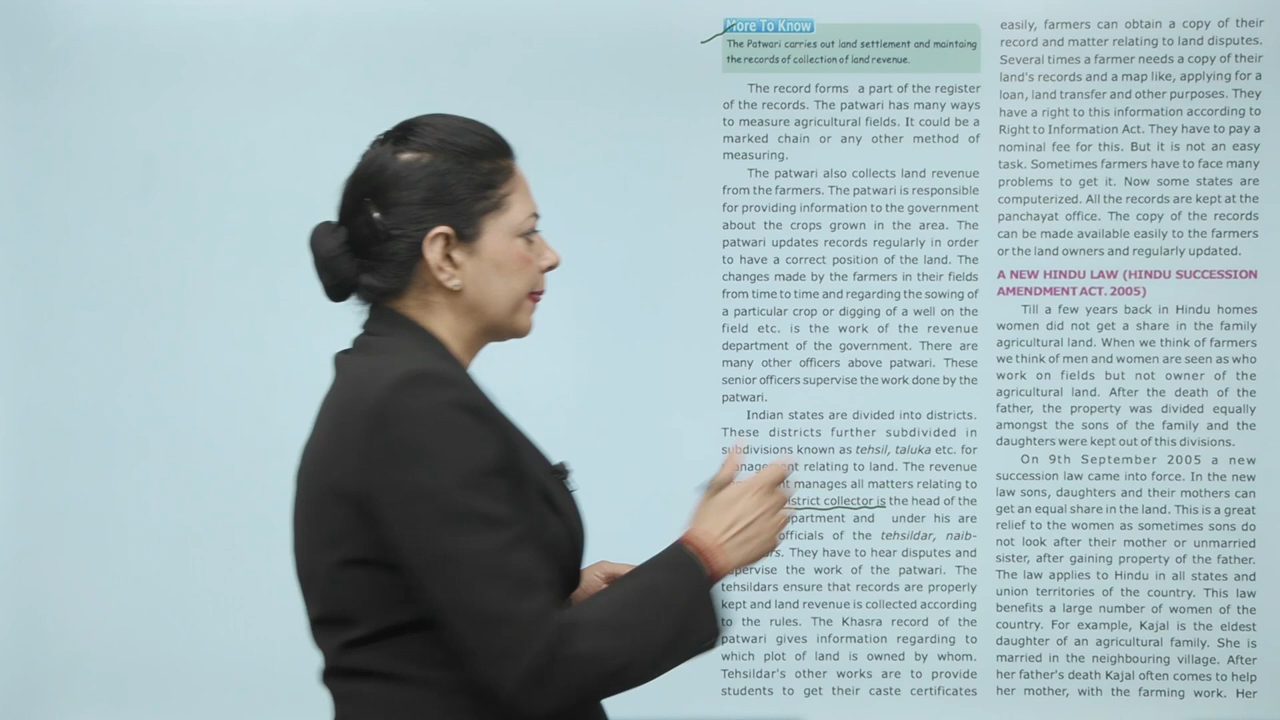 More To Know
The Patwari carries out land settlement and maintaing
the records of collection of land revenue.
The record forms a part of the register
of the records. The patwari has many ways
to measure agricultural fields. It could be a
marked chain or any other method of
measuring.
The patwari also collects land revenue
from the farmers. The patwari is responsible
for providing information to the government
about the crops grown in the area. The
patwari updates records regularly in order
to have a correct position of the land. The
changes made by the farmers in their fields
from time to time and regarding the sowing of
a particular crop or digging of a well on the
field etc. is the work of the revenue
department of the government. There are
many other officers above patwari. These
senior officers supervise the work done by the
patwari.
Indian states are divided into districts.
These districts further subdivided in
subdivisions known as tehsil, taluka etc. for
relating to land. The revenue
manages all matters relating to
district collector is the head of the
and under his are
officials of the tehsildar, naib-
They have to hear disputes and
supervise the work of the patwari. The
tehsildars ensure that records are properly
kept and land revenue is collected according
to the rules. The Khasra record of the
patwari gives information regarding to
which plot of land is owned by whom.
Tehsildar's other works are to provide
students to get their caste certificates
easily, farmers can obtain a copy of their
record and matter relating to land disputes.
Several times a farmer needs a copy of their
land's records and a map like, applying for a
loan, land transfer and other purposes. They
have a right to this information according to
Right to Information Act. They have to pay a
nominal fee for this. But it is not an easy
task. Sometimes farmers have to face many
problems to get it. Now some states are
computerized. All the records are kept at the
panchayat office. The copy of the records
can be made available easily to the farmers
or the land owners and regularly updated.
A NEW HINDU LAW (HINDU SUCCESSION
AMENDMENT ACT. 2005)
Till a few years back in Hindu homes
women did not get a share in the family
agricultural land. When we think of farmers
we think of men and women are seen as who
work on fields but not owner of the
agricultural land. After the death of the
father, the property was divided equally
amongst the sons of the family and the
daughters were kept out of this divisions.
On 9th September 2005 a new
succession law came into force. In the new
law sons, daughters and their mothers can
get an equal share in the land. This is a great
relief to the women as sometimes sons do
not look after their mother or unmarried
sister, after gaining property of the father.
The law applies to Hindu in all states and
union territories of the country. This law
benefits a large number of women of the
country. For example, Kajal is the eldest
daughter of an agricultural family. She is
married in the neighbouring village. After
her father's death Kajal often comes to help
her mother, with the farming work. Her